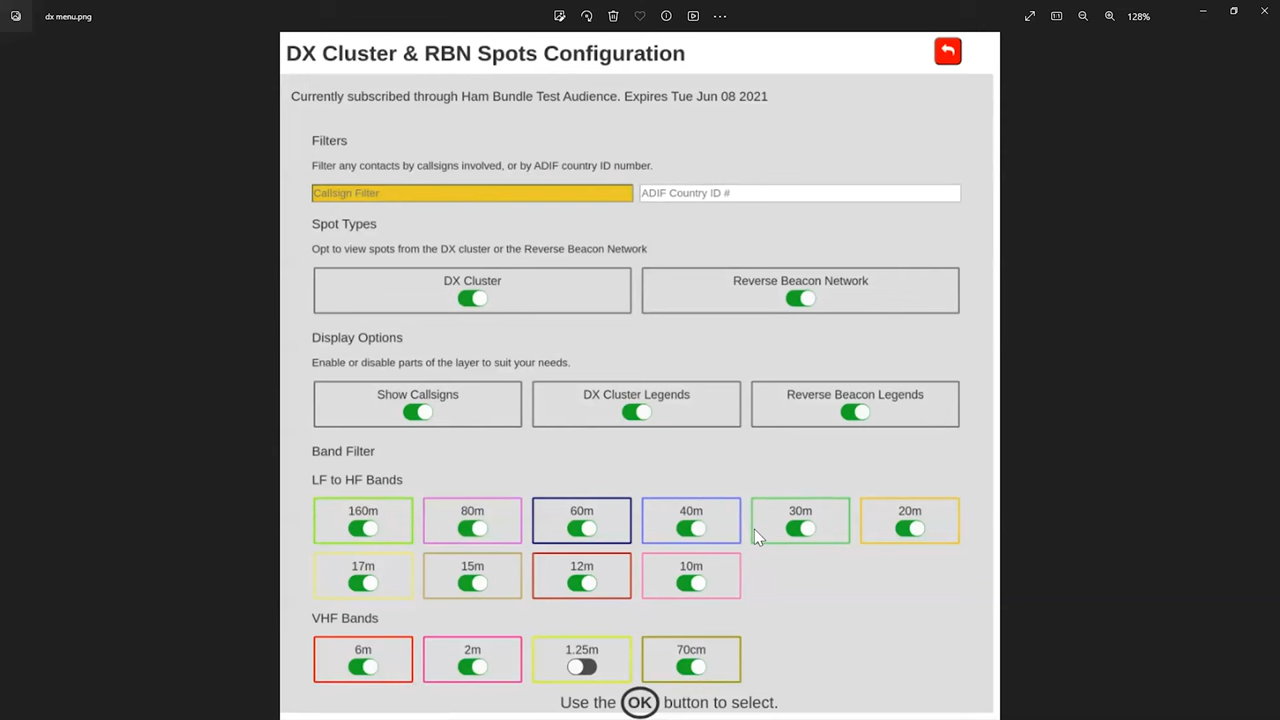 dx menu.png
128%
DX Cluster & RBN Spots Configuration
Currently subscribed through Ham Bundle Test Audience. Expires Tue Jun 08 2021
Filters
Filter any contacts by callsigns involved, or by ADIF country ID number.
Callsign Filter
ADIF Country ID #
Spot Types
Opt to view spots from the DX cluster or the Reverse Beacon Network
DX Cluster
Reverse Beacon Network
Display Options
Enable or disable parts of the layer to suit your needs.
Show Callsigns
DX Cluster Legends
Reverse Beacon Legends
Band Filter
LF to HF Bands
160m
80m
60m
40m
30m
20m
17m
15m
12m
10m
VHF Bands
6m
2m
1.25m
70cm
Use the OK button to select.